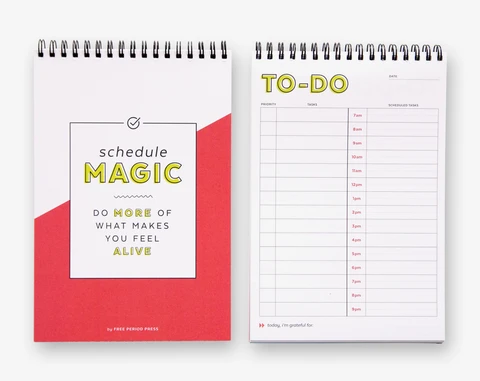 schedule
MAGIC
DO MORE OF
WHAT MAKES
YOU FEEL
ALIVE
by FREE PERIOD PRESS
TO-DO
DATE
PRIORITY TASKS SCHEDULED TASKS
7am
8am
9am
10am
11am
12pm
1pm
2pm
3pm
4pm
5pm
6pm
7pm
8pm
9pm
today, I'm grateful for: